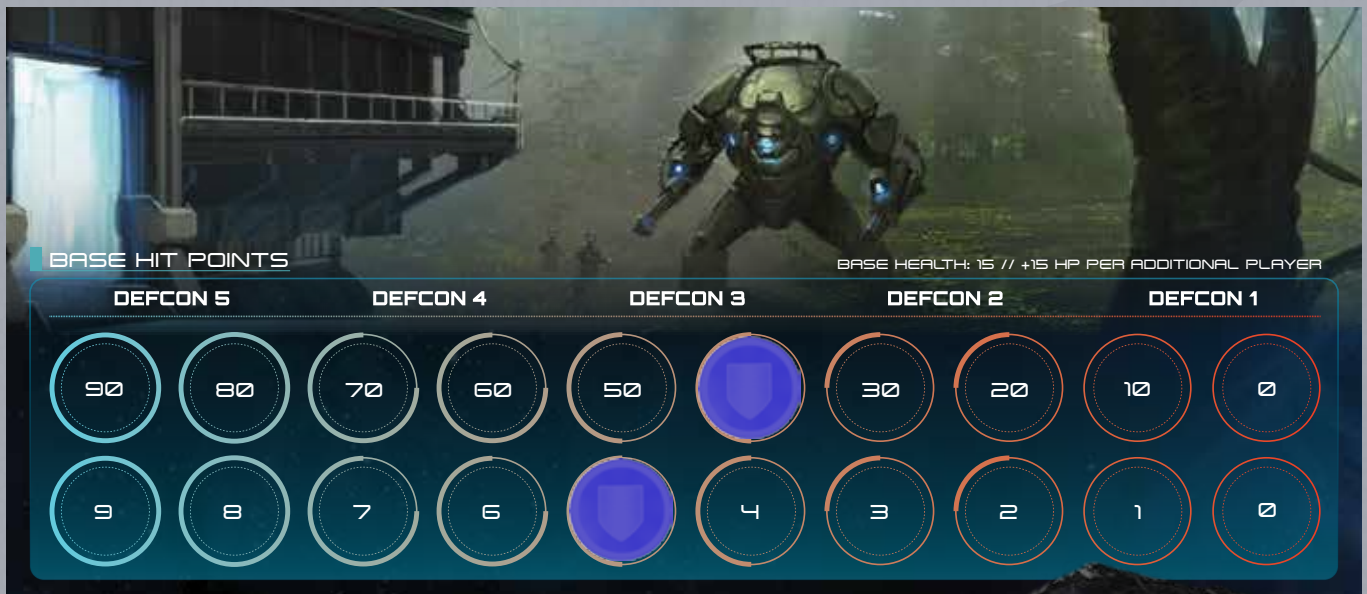 BASE HIT POINTS
BASE HEALTH: 15 // +15 HP PER ADDITIONAL PLAYER
DEFCON 5 DEFCON 4 DEFCON 3 DEFCON 2 DEFCON 1
90 80 70 60 50 30 20 10 0
9 8 7 6 4 3 2 1 0